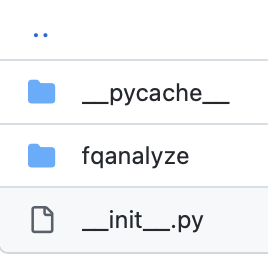 ..
__pycache__
fqanalyze
__init__.py